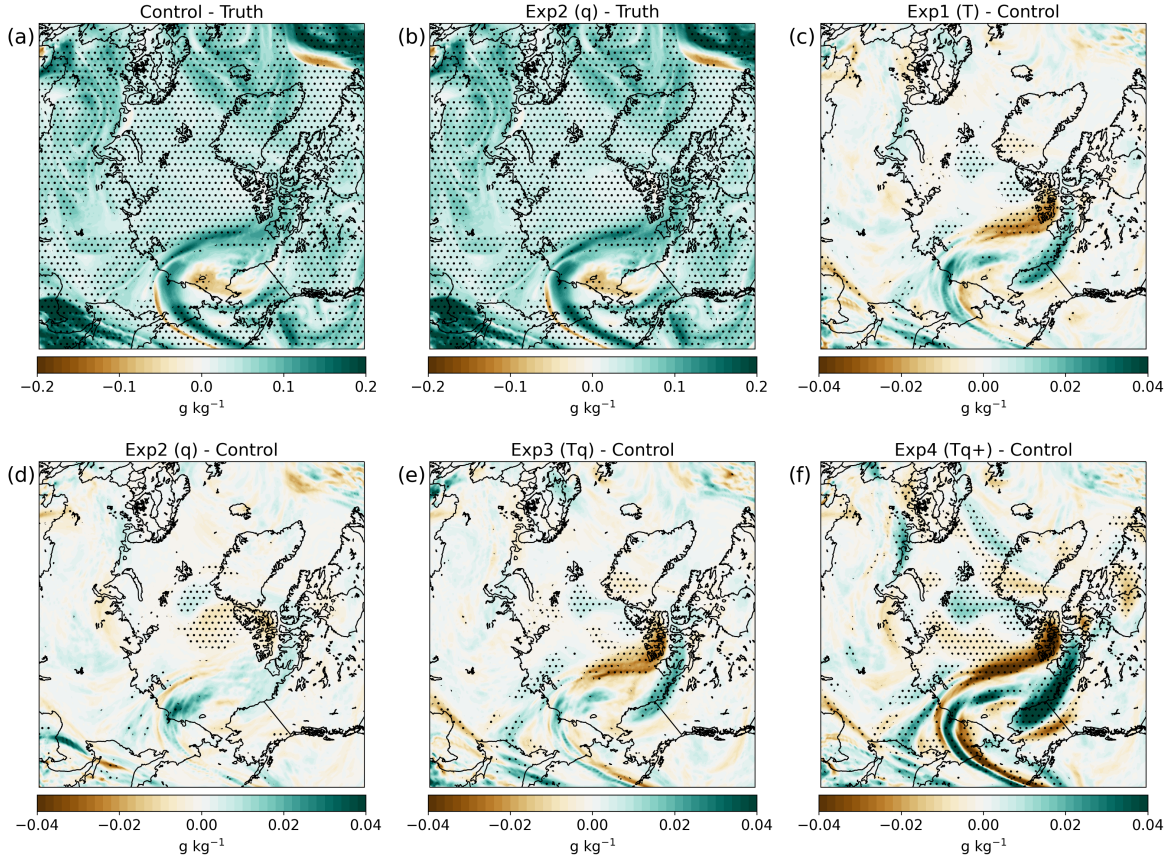 Control - Truth
Exp2 (q) - Truth
Exp1 (T) - Control
(a)
(b)
(c)
−0.2 −0.1 0.0 0.1 0.2
−0.2 −0.1 0.0 0.1 0.2
−0.04 −0.02 0.00 0.02 0.04
g kg⁻¹
g kg⁻¹
g kg⁻¹
Exp2 (q) - Control
Exp3 (Tq) - Control
Exp4 (Tq+) - Control
(d)
(e)
(f)
−0.04 −0.02 0.00 0.02 0.04
−0.04 −0.02 0.00 0.02 0.04
−0.04 −0.02 0.00 0.02 0.04
g kg⁻¹
g kg⁻¹
g kg⁻¹